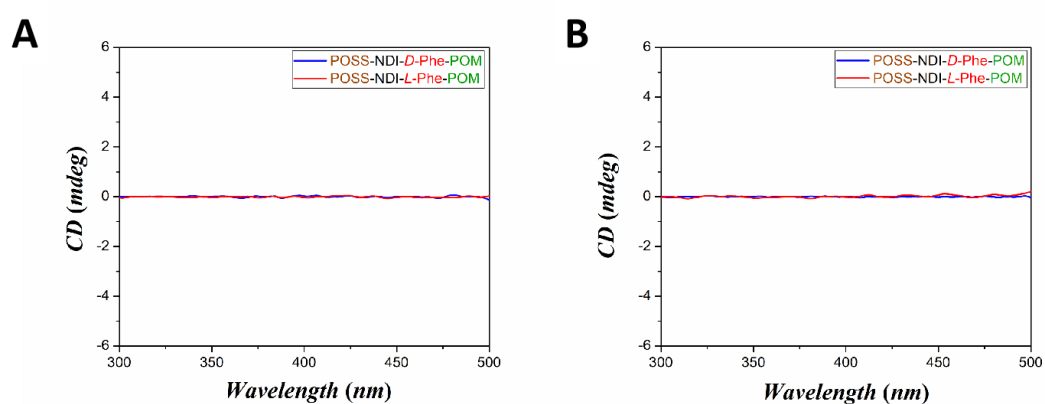 A
POSS-NDI-D-Phe-POM
POSS-NDI-L-Phe-POM
6
4
2
0
-2
-4
-6
CD (mdeg)
300
350
400
450
500
Wavelength (nm)
B
POSS-NDI-D-Phe-POM
POSS-NDI-L-Phe-POM
6
4
2
0
-2
-4
-6
CD (mdeg)
300
350
400
450
500
Wavelength (nm)